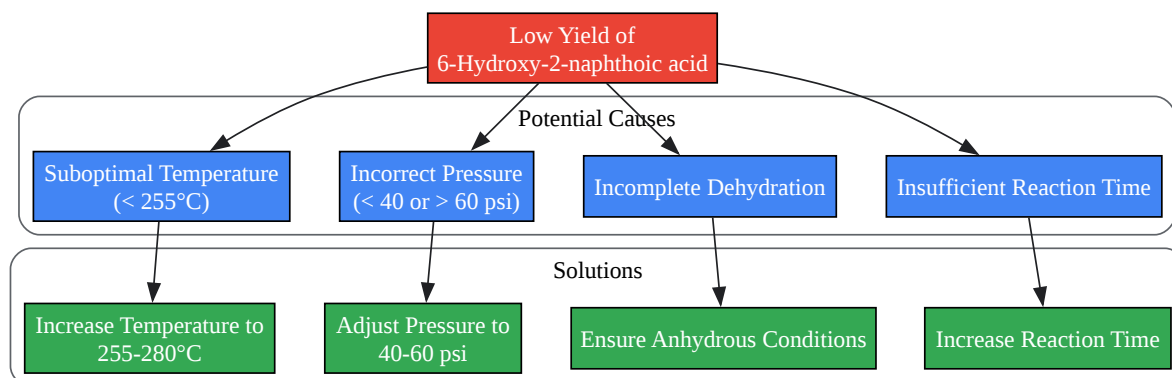 Low Yield of
6-Hydroxy-2-naphthoic acid
Potential Causes
Suboptimal Temperature
(< 255°C)
Incorrect Pressure
(< 40 or > 60 psi)
Incomplete Dehydration
Insufficient Reaction Time
Solutions
Increase Temperature to
255-280°C
Adjust Pressure to
40-60 psi
Ensure Anhydrous Conditions
Increase Reaction Time